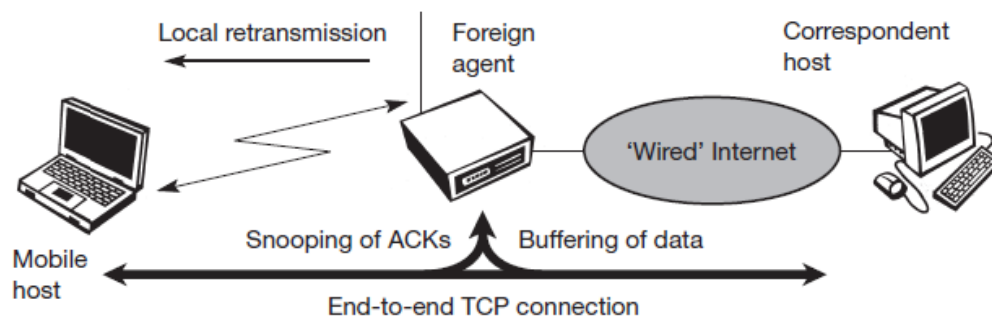 Local retransmission
Foreign
agent
Correspondent
host
'Wired' Internet
Snooping of ACKs
Buffering of data
Mobile
host
End-to-end TCP connection